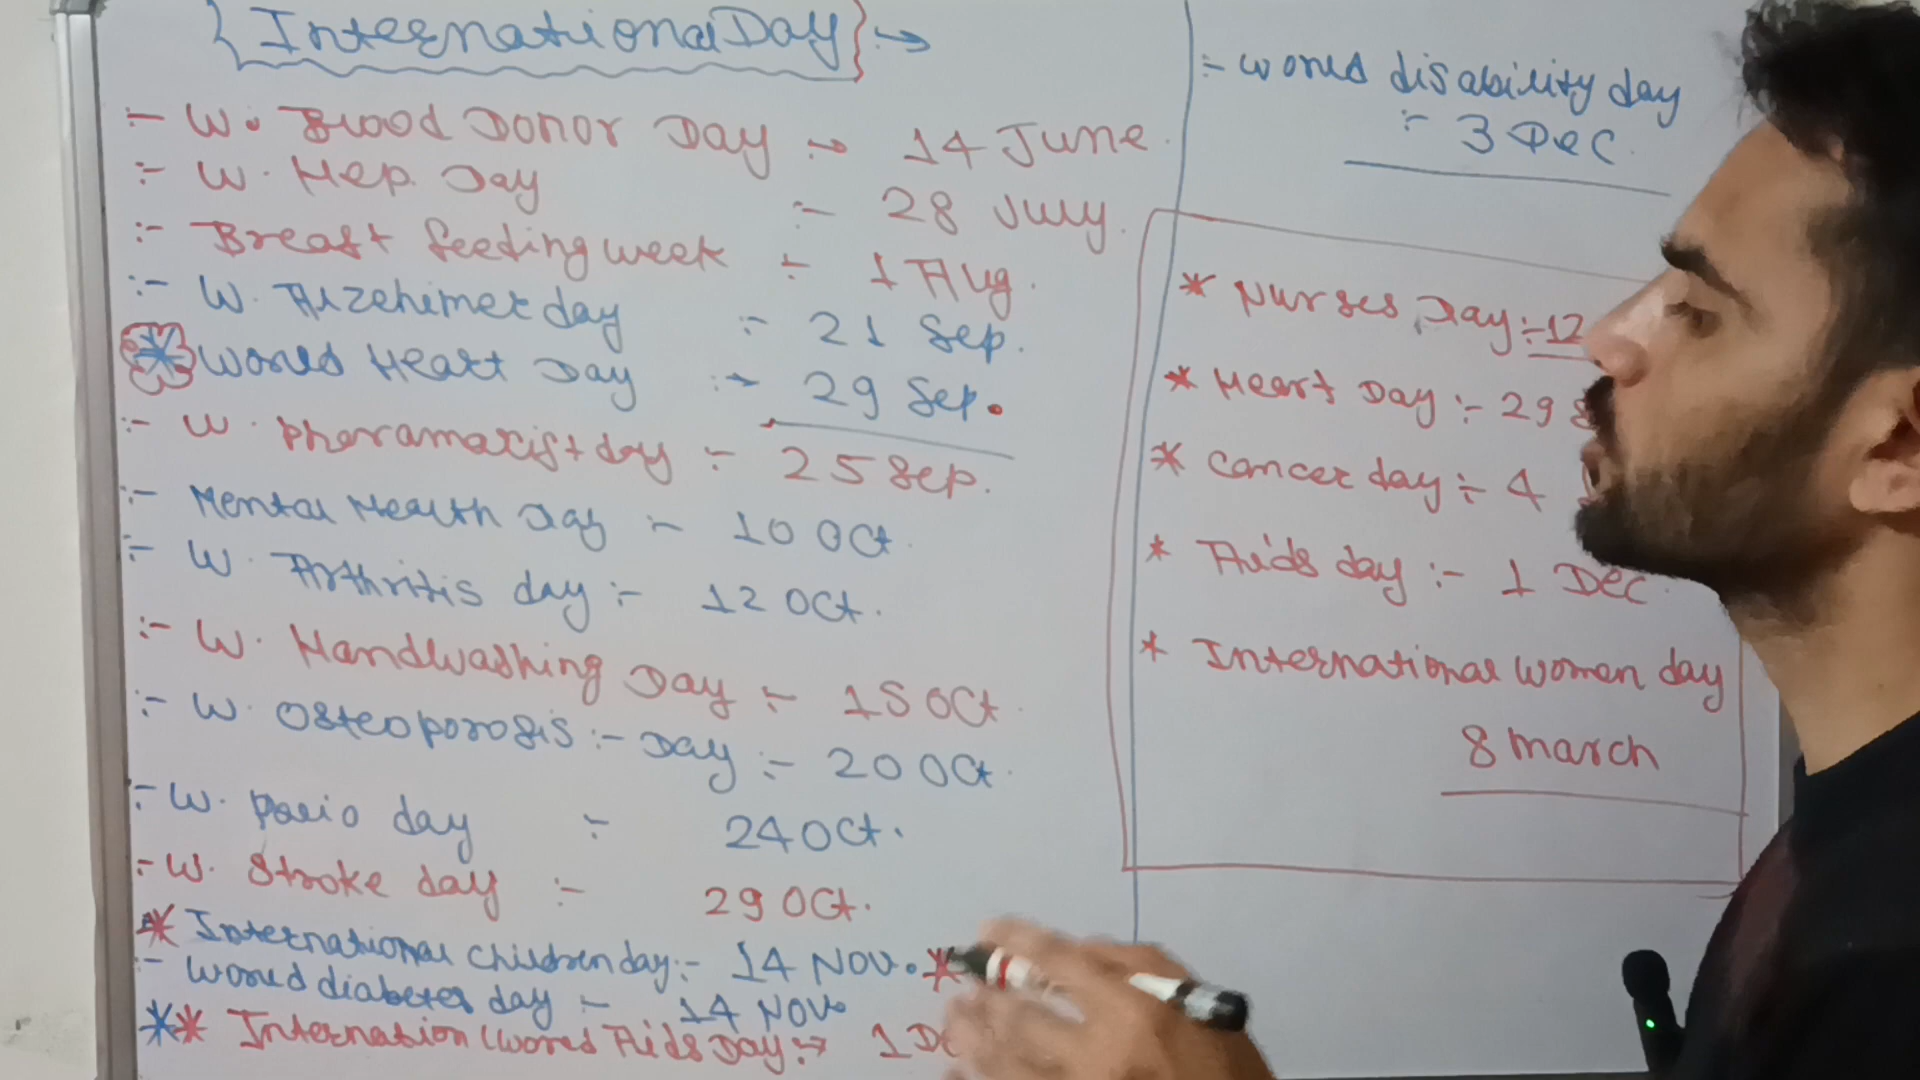 International Day →
:- W. Blood Donor Day → 14 June.
:- W. Hep. Day :- 28 July.
:- Breast feeding week :- 1 Aug.
:- W. Alzehimer day :- 21 Sep.
* World Heart Day :→ 29 Sep.
:- W. pharamacist day :- 25 Sep.
:- Mental Health Day :- 10 Oct.
:- W. Arthritis day :- 12 Oct.
:- W. Handwashing Day :- 15 Oct.
:- W. Osteoporosis :- Day :- 20 Oct.
:- W. Polio day :- 24 Oct.
:- W. Stroke day :- 29 Oct.
* International children day :- 14 Nov. *
:- World diabetes day :- 14 Nov.
** Internation (World Aids Day :→ 1 De
:- World disability day
:- 3 Dec.
* Nurses Day :- 12
* Heart Day :- 29 S
* Cancer day :- 4
* Aids day :- 1 Dec.
* International Women day
8 march